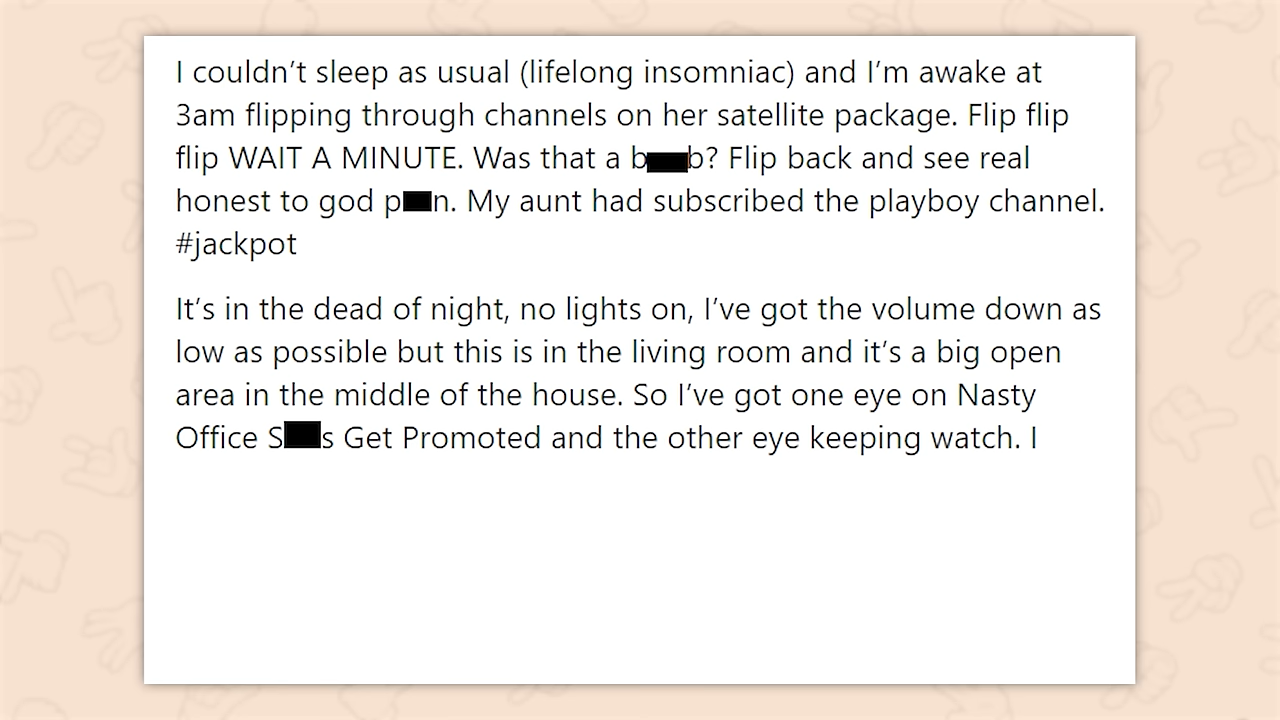 I couldn’t sleep as usual (lifelong insomniac) and I’m awake at
3am flipping through channels on her satellite package. Flip flip
flip WAIT A MINUTE. Was that a b██b? Flip back and see real
honest to god p██n. My aunt had subscribed the playboy channel.
#jackpot
It’s in the dead of night, no lights on, I’ve got the volume down as
low as possible but this is in the living room and it’s a big open
area in the middle of the house. So I’ve got one eye on Nasty
Office S██s Get Promoted and the other eye keeping watch. I